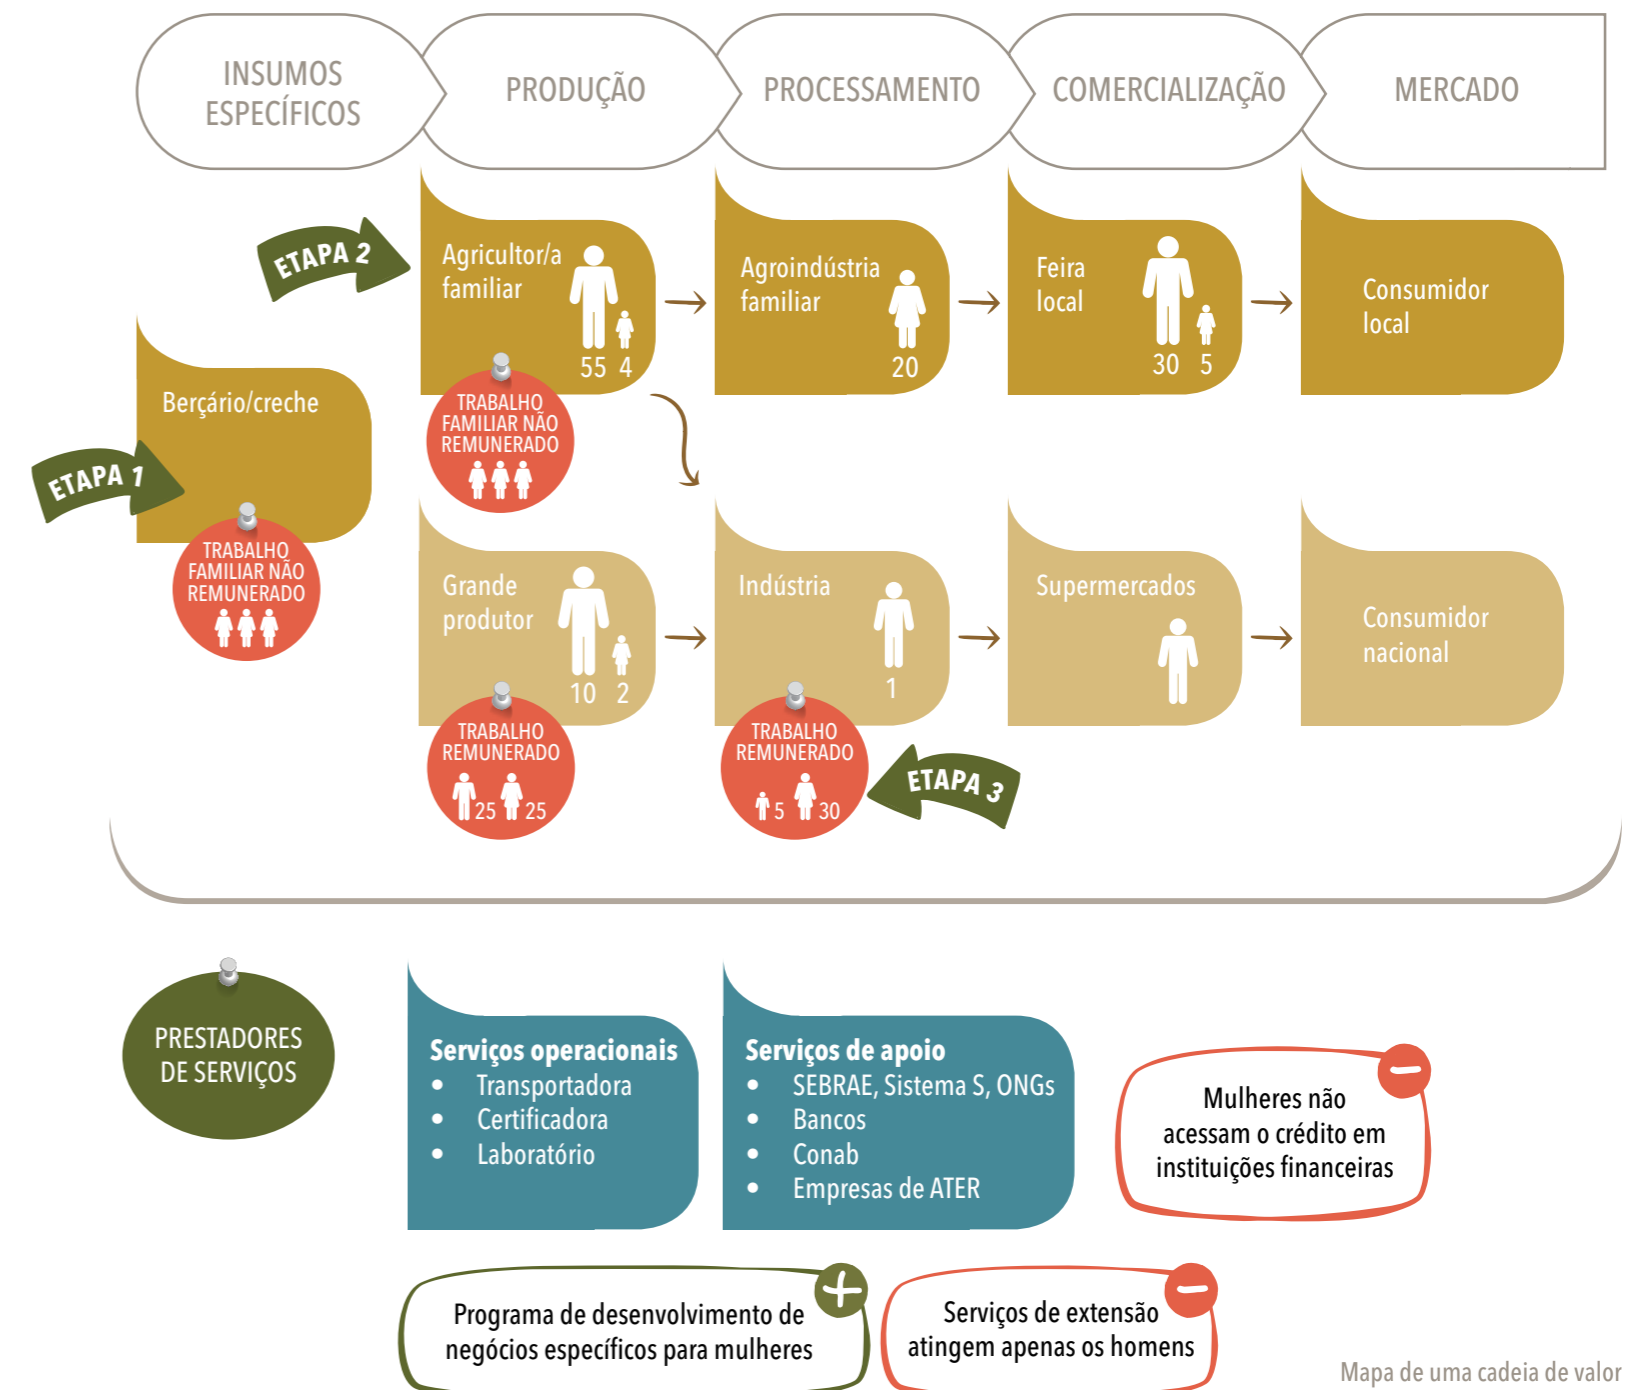 INSUMOS
ESPECÍFICOS
PRODUÇÃO
PROCESSAMENTO
COMERCIALIZAÇÃO
MERCADO
ETAPA 2
Agricultor/a
familiar
55 4
Agroindústria
familiar
20
Feira
local
30 5
Consumidor
local
Berçário/creche
ETAPA 1
TRABALHO
FAMILIAR NÃO
REMUNERADO
TRABALHO
FAMILIAR NÃO
REMUNERADO
Grande
produtor
10 2
Indústria
1
Supermercados
Consumidor
nacional
TRABALHO
REMUNERADO
25 25
TRABALHO
REMUNERADO
5 30
ETAPA 3
PRESTADORES
DE SERVIÇOS
Serviços operacionais
• Transportadora
• Certificadora
• Laboratório
Serviços de apoio
• SEBRAE, Sistema S, ONGs
• Bancos
• Conab
• Empresas de ATER
Mulheres não
acessam o crédito em
instituições financeiras
Programa de desenvolvimento de
negócios específicos para mulheres
Serviços de extensão
atingem apenas os homens
Mapa de uma cadeia de valor